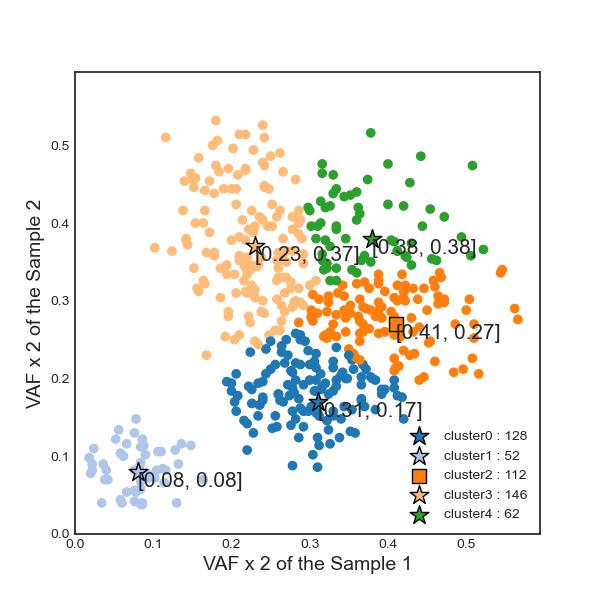 VAF x 2 of the Sample 2
0.5
0.4
0.3
0.2
0.1
0.0
[0.23, 0.37]
[0.38, 0.38]
[0.41, 0.27]
[0.31, 0.17]
[0.08, 0.08]
cluster0 : 128
cluster1 : 52
cluster2 : 112
cluster3 : 146
cluster4 : 62
0.0 0.1 0.2 0.3 0.4 0.5
VAF x 2 of the Sample 1